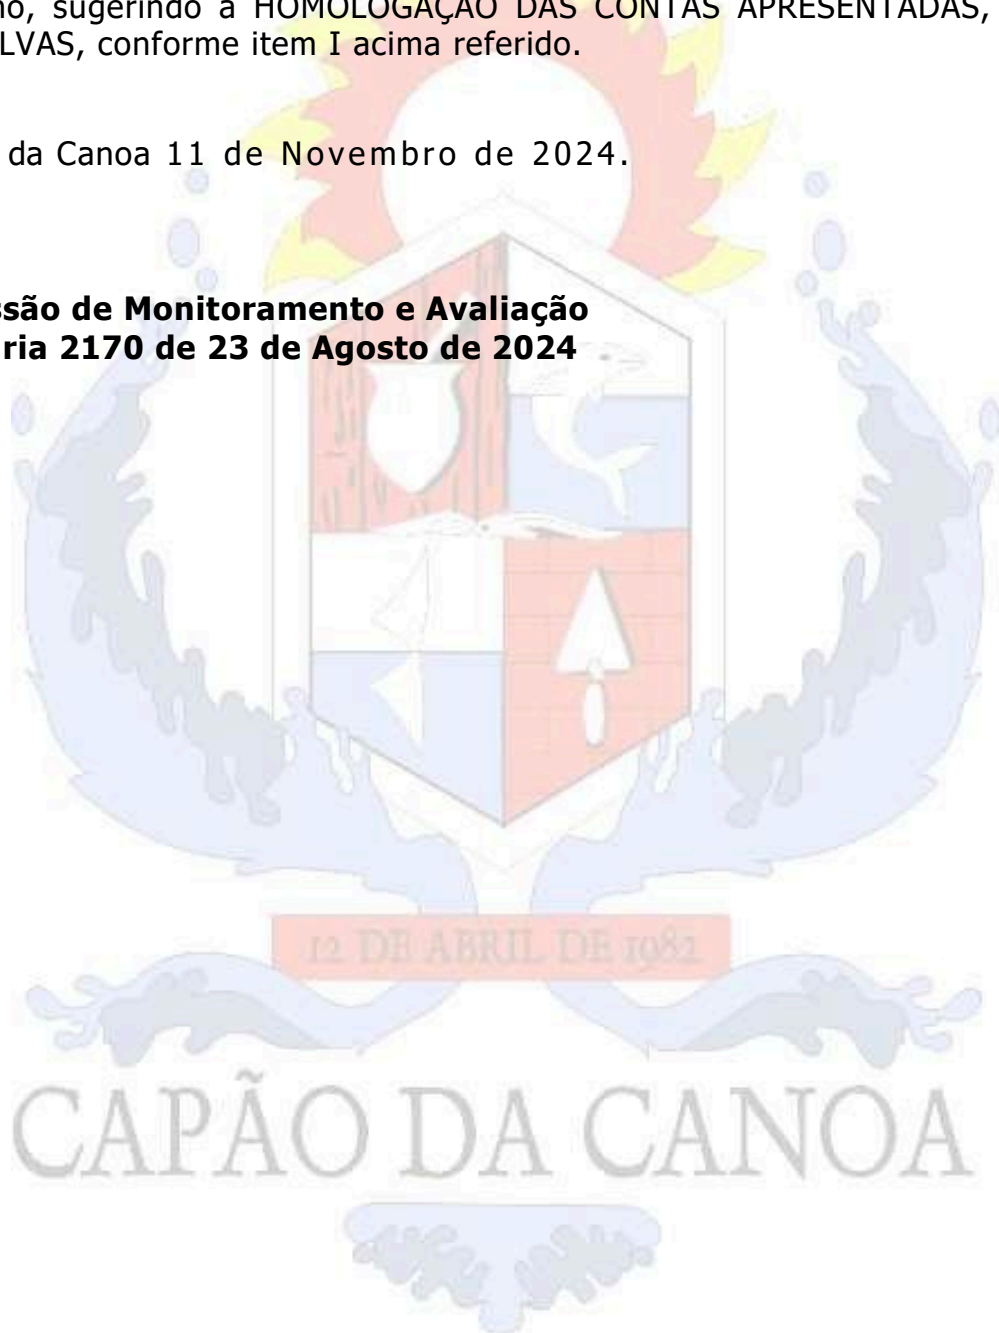 no, sugerindo a HOMOLOGAÇÃO DAS CONTAS APRESENTADAS,
LVAS, conforme item I acima referido.
da Canoa 11 de Novembro de 2024.
ssão de Monitoramento e Avaliação
ria 2170 de 23 de Agosto de 2024
12 DE ABRIL DE 1982
CAPÃO DA CANOA